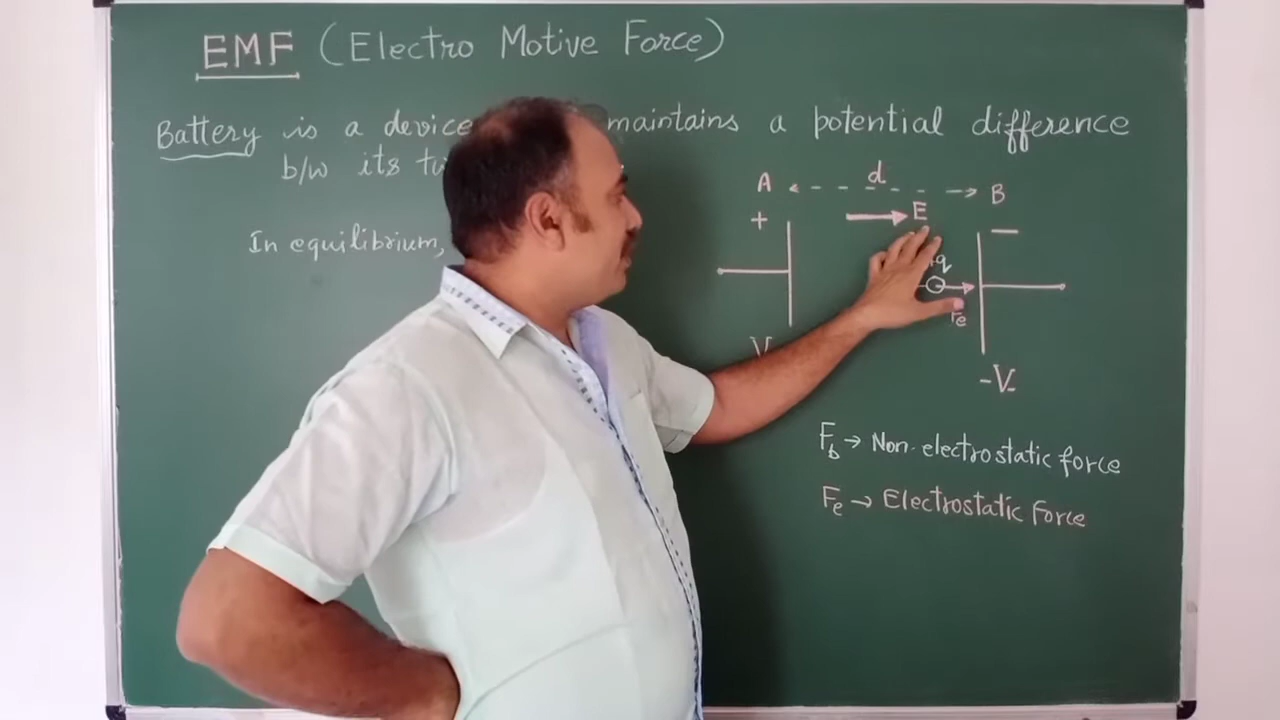 EMF (Electro Motive Force)
Battery is a device maintains a potential difference
b/w its
In equilibrium,
A d B
+ E —
q
Fe
V
-V
Fb → Non-electrostatic force
Fe → Electrostatic Force